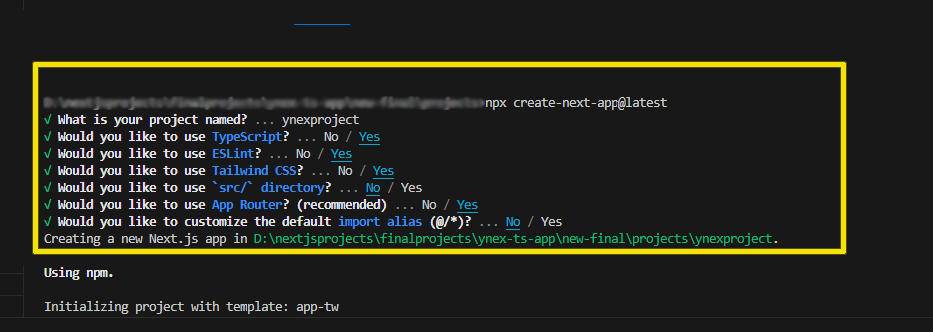 npx create-next-app@latest
√ What is your project named? ... ynexproject
√ Would you like to use TypeScript? ... No / Yes
√ Would you like to use ESLint? ... No / Yes
√ Would you like to use Tailwind CSS? ... No / Yes
√ Would you like to use `src/` directory? ... No / Yes
√ Would you like to use App Router? (recommended) ... No / Yes
√ Would you like to customize the default import alias (@/*)? ... No / Yes
Creating a new Next.js app in D:\nextjsprojects\finalprojects\ynex-ts-app\new-final\projects\ynexproject.
Using npm.
Initializing project with template: app-tw